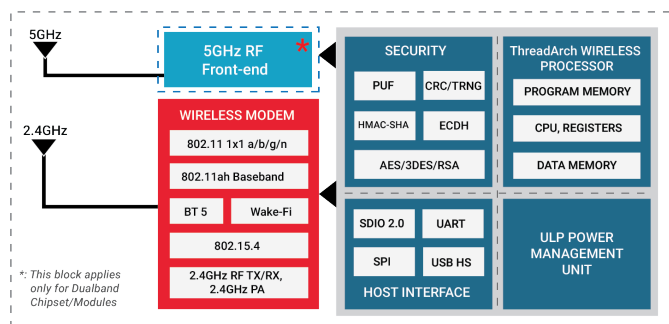 5GHz
5GHz RF
Front-end
*
2.4GHz
WIRELESS MODEM
802.11 1x1 a/b/g/n
802.11ah Baseband
BT 5
Wake-Fi
802.15.4
2.4GHz RF TX/RX,
2.4GHz PA
*: This block applies
only for Dualband
Chipset/Modules
SECURITY
PUF
CRC/TRNG
HMAC-SHA
ECDH
AES/3DES/RSA
ThreadArch WIRELESS
PROCESSOR
PROGRAM MEMORY
CPU, REGISTERS
DATA MEMORY
SDIO 2.0
UART
SPI
USB HS
HOST INTERFACE
ULP POWER
MANAGEMENT
UNIT